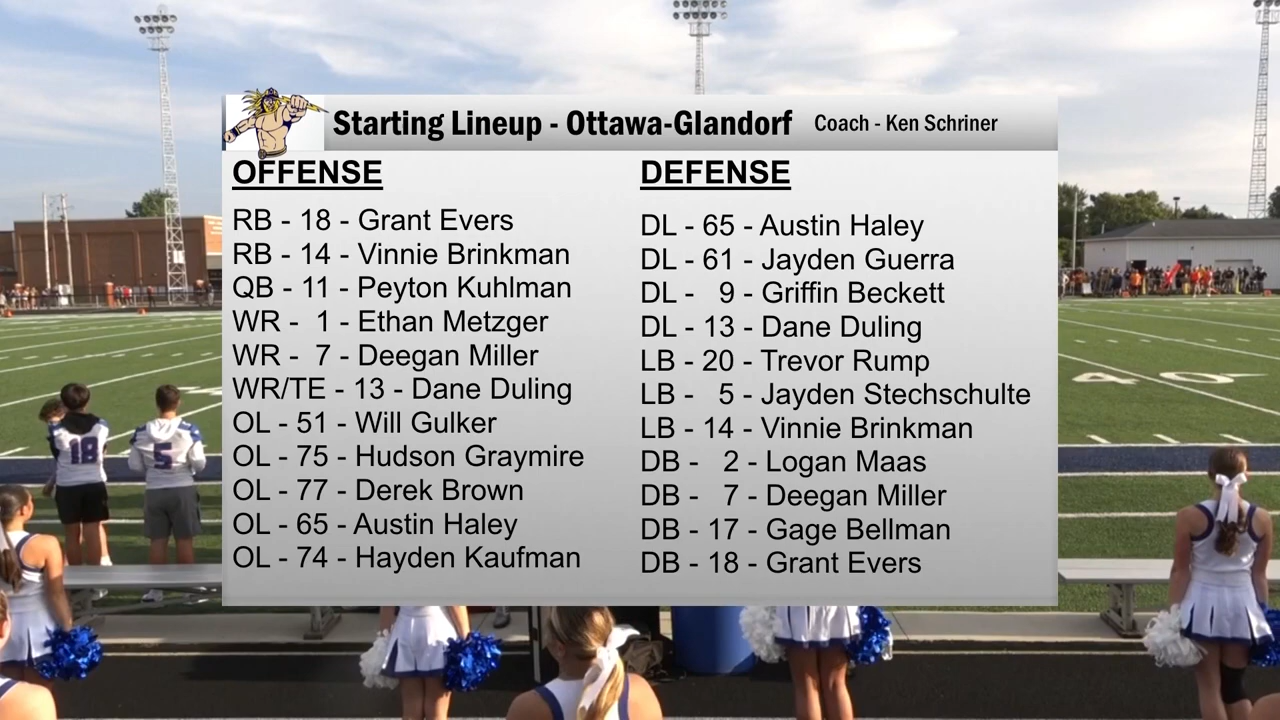 Starting Lineup - Ottawa-Glandorf Coach - Ken Schriner
OFFENSE
RB - 18 - Grant Evers
RB - 14 - Vinnie Brinkman
QB - 11 - Peyton Kuhlman
WR - 1 - Ethan Metzger
WR - 7 - Deegan Miller
WR/TE - 13 - Dane Duling
OL - 51 - Will Gulker
OL - 75 - Hudson Graymire
OL - 77 - Derek Brown
OL - 65 - Austin Haley
OL - 74 - Hayden Kaufman
DEFENSE
DL - 65 - Austin Haley
DL - 61 - Jayden Guerra
DL - 9 - Griffin Beckett
DL - 13 - Dane Duling
LB - 20 - Trevor Rump
LB - 5 - Jayden Stechschulte
LB - 14 - Vinnie Brinkman
DB - 2 - Logan Maas
DB - 7 - Deegan Miller
DB - 17 - Gage Bellman
DB - 18 - Grant Evers
18
5
40